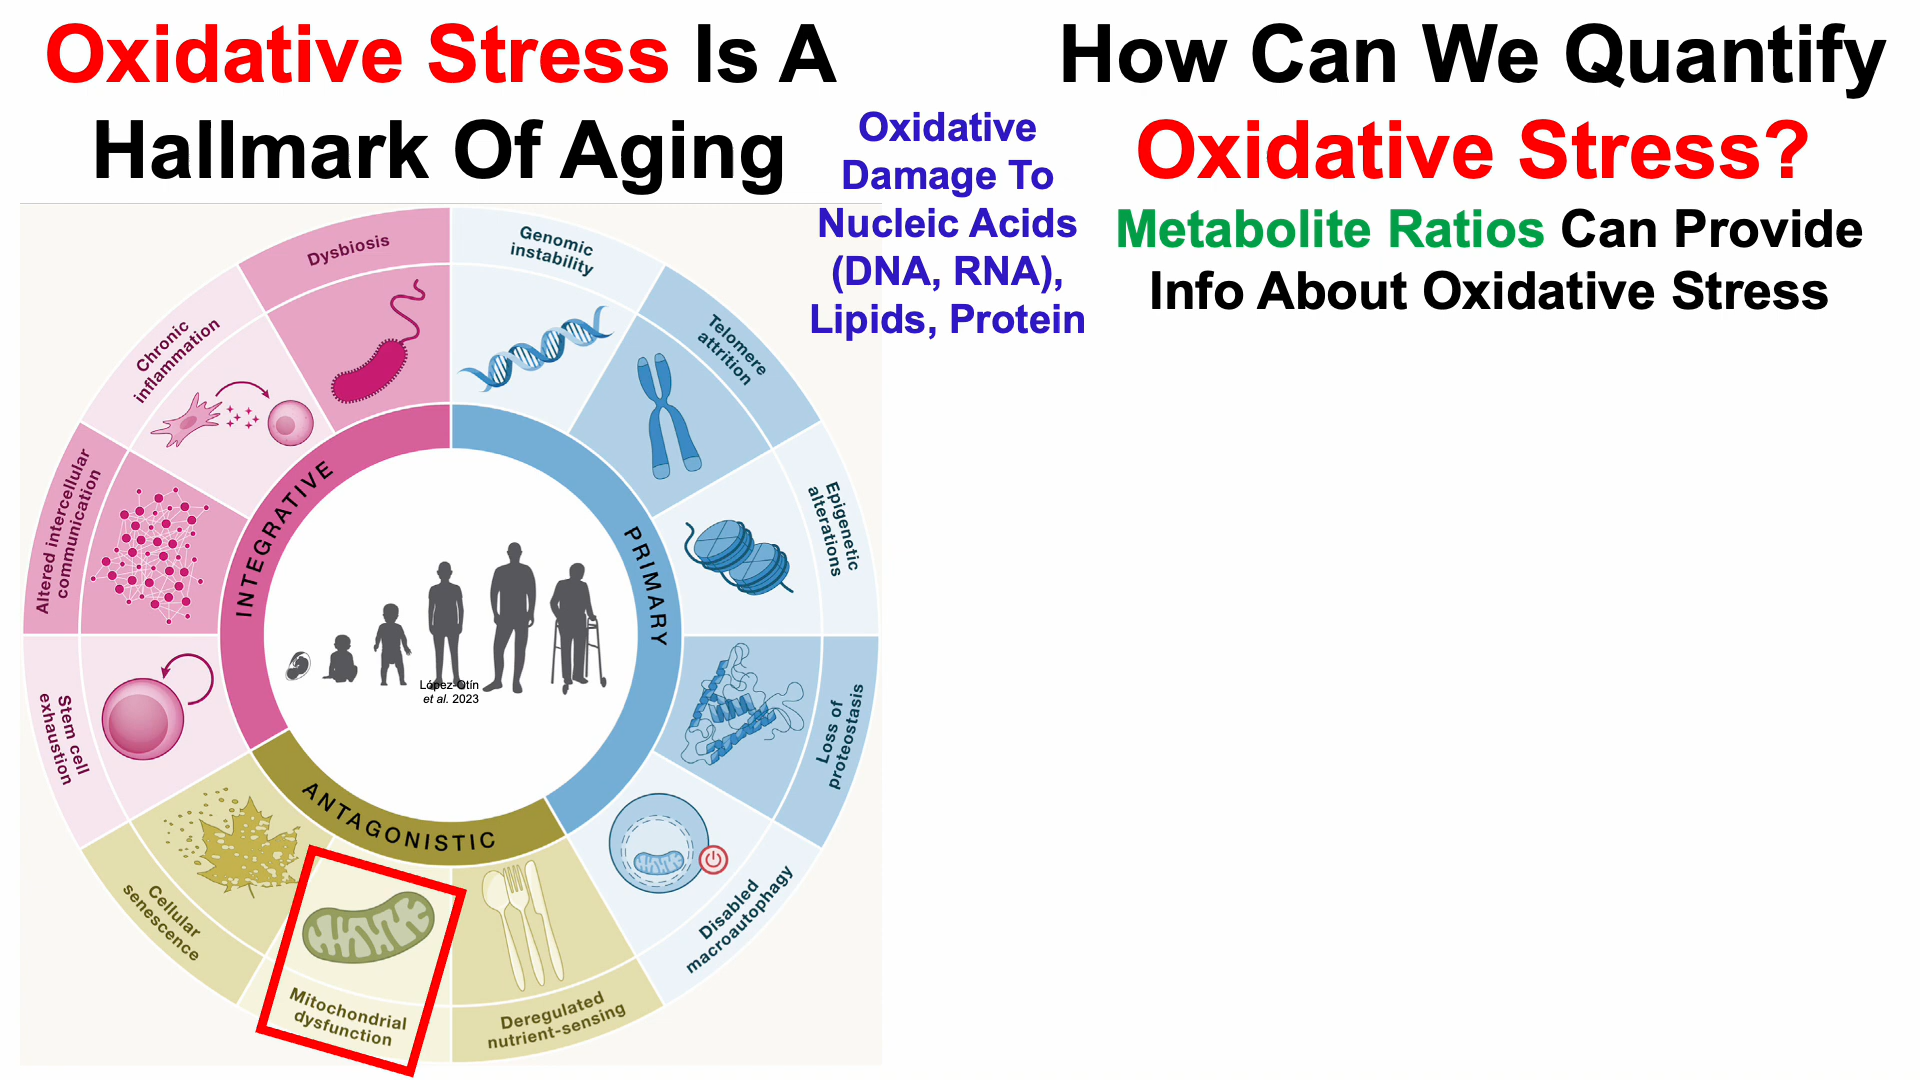 Oxidative Stress Is A
Hallmark Of Aging
Oxidative
Damage To
Nucleic Acids
(DNA, RNA),
Lipids, Protein
How Can We Quantify
Oxidative Stress?
Metabolite Ratios Can Provide
Info About Oxidative Stress
Dysbiosis
Genomic
instability
Telomere
attrition
Epigenetic
alterations
Loss of
proteostasis
Disabled
macroautophagy
Deregulated
nutrient-sensing
Mitochondrial
dysfunction
Cellular
senescence
Stem cell
exhaustion
Altered intercellular
communication
Chronic
inflammation
INTEGRATIVE
PRIMARY
ANTAGONISTIC
López-Otín
et al. 2023